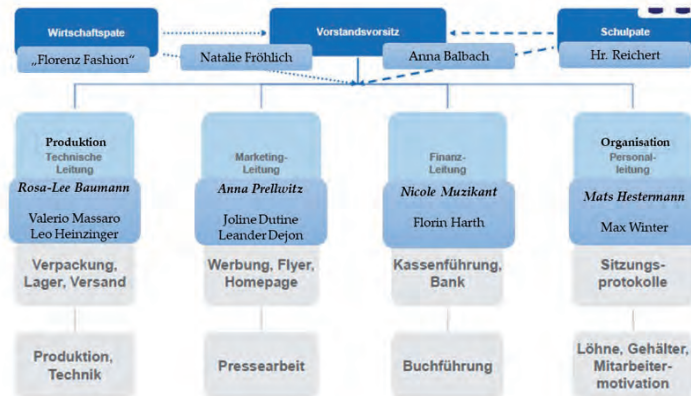 Wirtschaftspate
Vorstandsvorsitz
Schulpate
„Florenz Fashion“
Natalie Fröhlich
Anna Balbach
Hr. Reichert
Produktion
Technische
Leitung
Rosa-Lee Baumann
Valerio Massaro
Leo Heinzinger
Verpackung,
Lager, Versand
Produktion,
Technik
Marketing-
Leitung
Anna Prellwitz
Joline Dutine
Leander Dejon
Werbung, Flyer,
Homepage
Pressearbeit
Finanz-
Leitung
Nicole Muzikant
Florin Harth
Kassenführung,
Bank
Buchführung
Organisation
Personal-
leitung
Mats Hestermann
Max Winter
Sitzungs-
protokolle
Löhne, Gehälter,
Mitarbeiter-
motivation